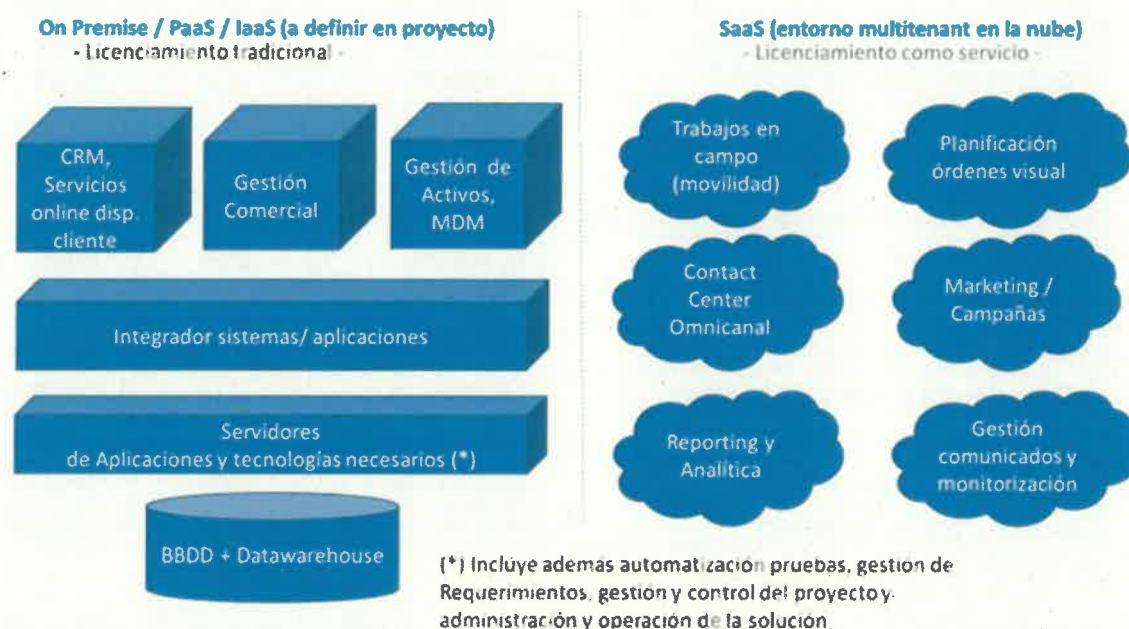 On Premise / PaaS / IaaS (a definir en proyecto)
- Licenciamiento tradicional -
CRM,
Servicios
online disp.
cliente
Gestión
Comercial
Gestión de
Activos,
MDM
Integrador sistemas/ aplicaciones
Servidores
de Aplicaciones y tecnologías necesarios (*)
BBDD + Datawarehouse
SaaS (entorno multitenant en la nube)
- Licenciamiento como servicio -
Trabajos en
campo
(movilidad)
Planificación
órdenes visual
Contact
Center
Omnicanal
Marketing /
Campañas
Reporting y
Analítica
Gestión
comunicados y
monitorización
(*) Incluye además automatización pruebas, gestión de
Requerimientos, gestión y control del proyecto y
administración y operación de la solución